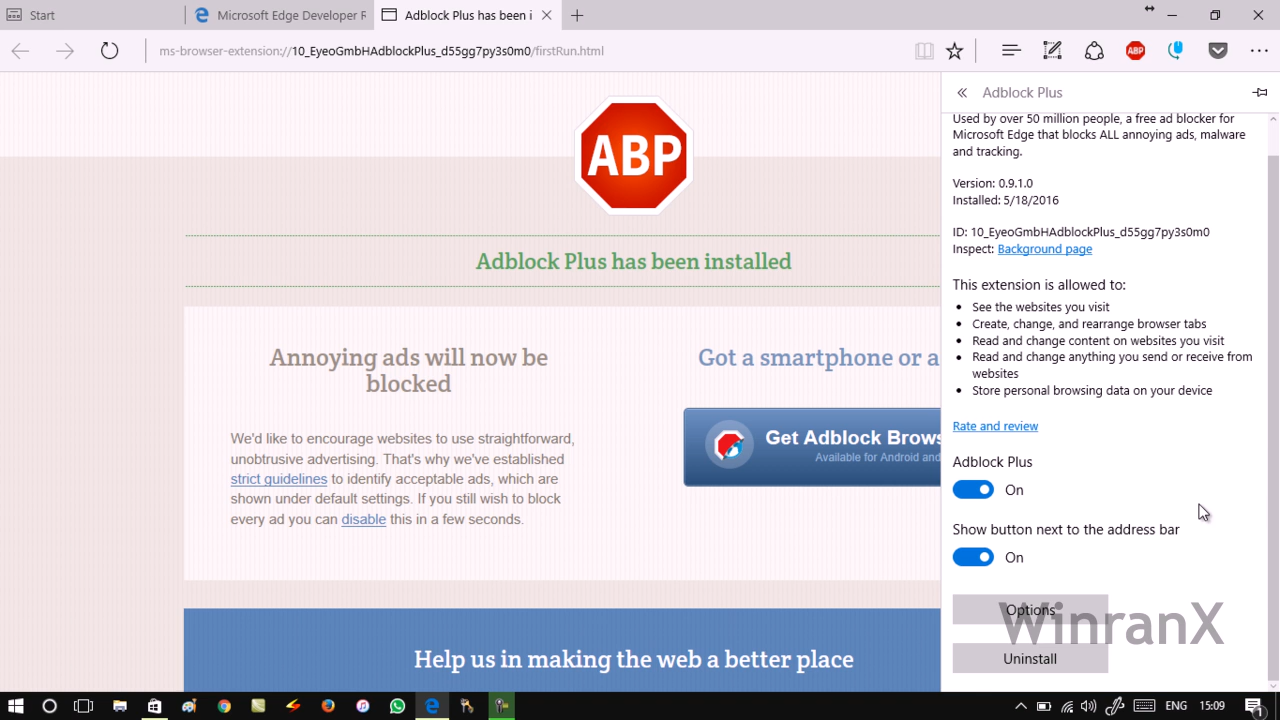 Start
Microsoft Edge Developer R
Adblock Plus has been i
ms-browser-extension://10_EyeoGmbHAdblockPlus_d55gg7py3s0m0/firstRun.html
ABP
ABP
Adblock Plus has been installed
Annoying ads will now be
blocked
We'd like to encourage websites to use straightforward,
unobtrusive advertising. That's why we've established
strict guidelines to identify acceptable ads, which are
shown under default settings. If you still wish to block
every ad you can disable this in a few seconds.
Got a smartphone or a
Get Adblock Brows
Available for Android and
Help us in making the web a better place
Adblock Plus
Used by over 50 million people, a free ad blocker for
Microsoft Edge that blocks ALL annoying ads, malware
and tracking.
Version: 0.9.1.0
Installed: 5/18/2016
ID: 10_EyeoGmbHAdblockPlus_d55gg7py3s0m0
Inspect: Background page
This extension is allowed to:
• See the websites you visit
• Create, change, and rearrange browser tabs
• Read and change content on websites you visit
• Read and change anything you send or receive from
websites
• Store personal browsing data on your device
Rate and review
Adblock Plus
On
Show button next to the address bar
On
Options
WinranX
Uninstall
ENG
15:09
1